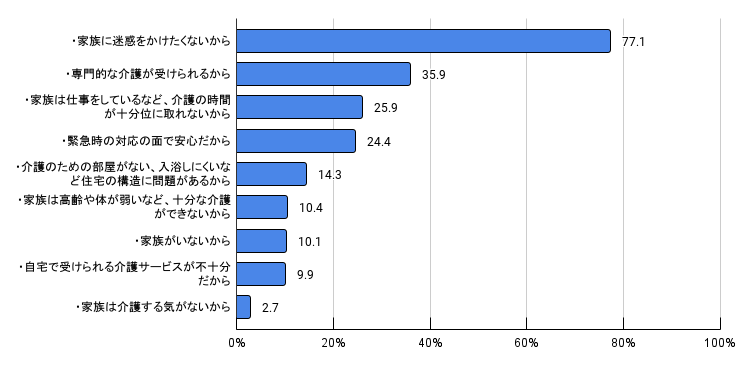 ・家族に迷惑をかけたくないから
77.1
・専門的な介護が受けられるから
35.9
・家族は仕事をしているなど、介護の時間
が十分位に取れないから
25.9
・緊急時の対応の面で安心だから
24.4
・介護のための部屋がない、入浴しにくいな
ど住宅の構造に問題があるから
14.3
・家族は高齢や体が弱いなど、十分な介護
ができないから
10.4
・家族がいないから
10.1
・自宅で受けられる介護サービスが不十分
だから
9.9
・家族は介護する気がないから
2.7
0%
20%
40%
60%
80%
100%